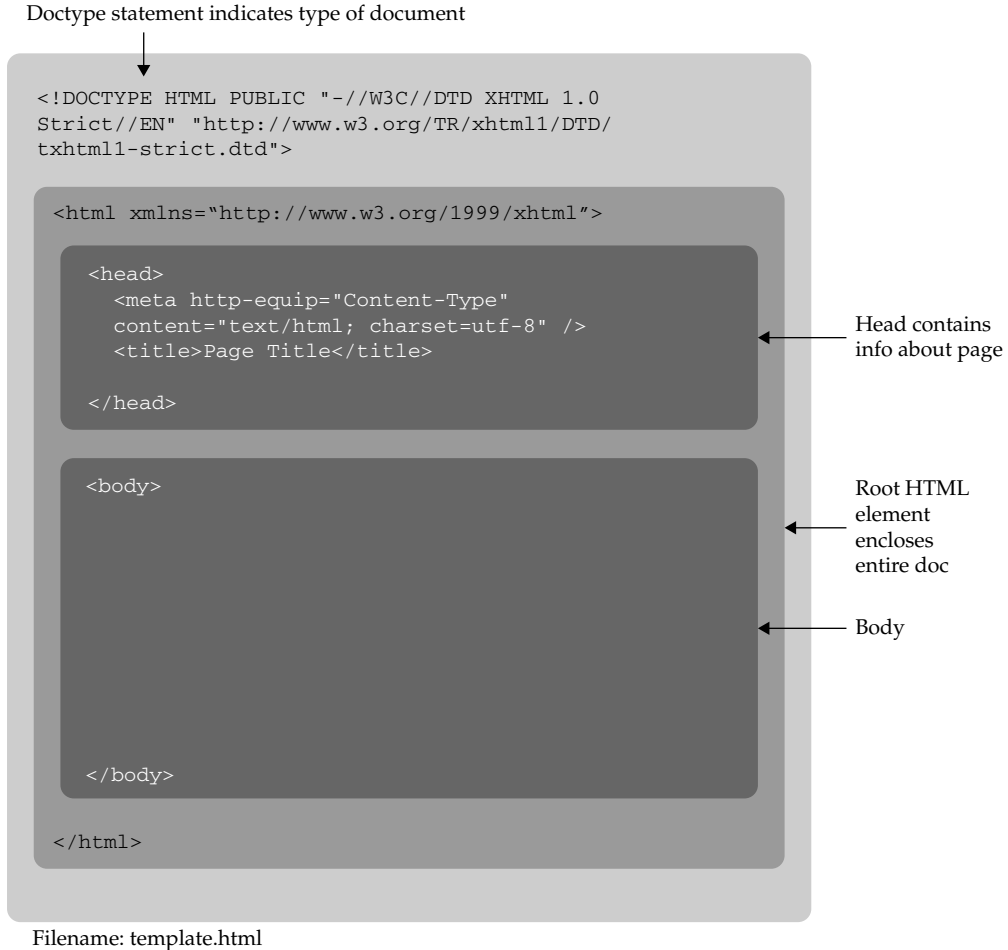 Doctype statement indicates type of document
<!DOCTYPE HTML PUBLIC "-//W3C//DTD XHTML 1.0
Strict//EN" "http://www.w3.org/TR/xhtml1/DTD/
txhtml1-strict.dtd">
<html xmlns=“http://www.w3.org/1999/xhtml”>
<head>
<meta http-equip="Content-Type"
content="text/html; charset=utf-8" />
<title>Page Title</title>
</head>
Head contains
info about page
<body>
Root HTML
element
encloses
entire doc
Body
</body>
</html>
Filename: template.html